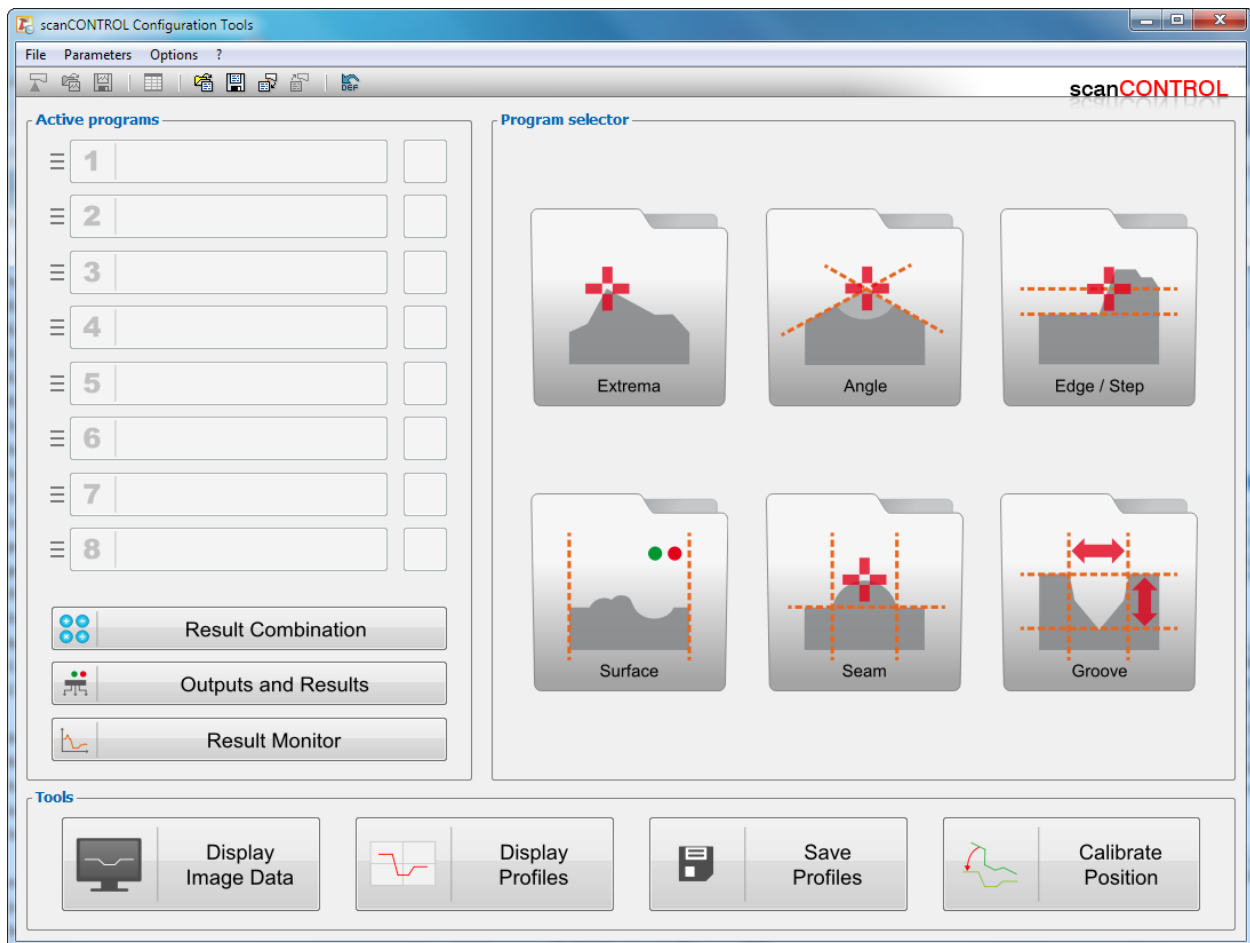 scanCONTROL Configuration Tools
File Parameters Options ?
DEF
scanCONTROL
Active programs
1
2
3
4
5
6
7
8
Result Combination
Outputs and Results
Result Monitor
Program selector
Extrema
Angle
Edge / Step
Surface
Seam
Groove
Tools
Display
Image Data
Display
Profiles
Save
Profiles
Calibrate
Position